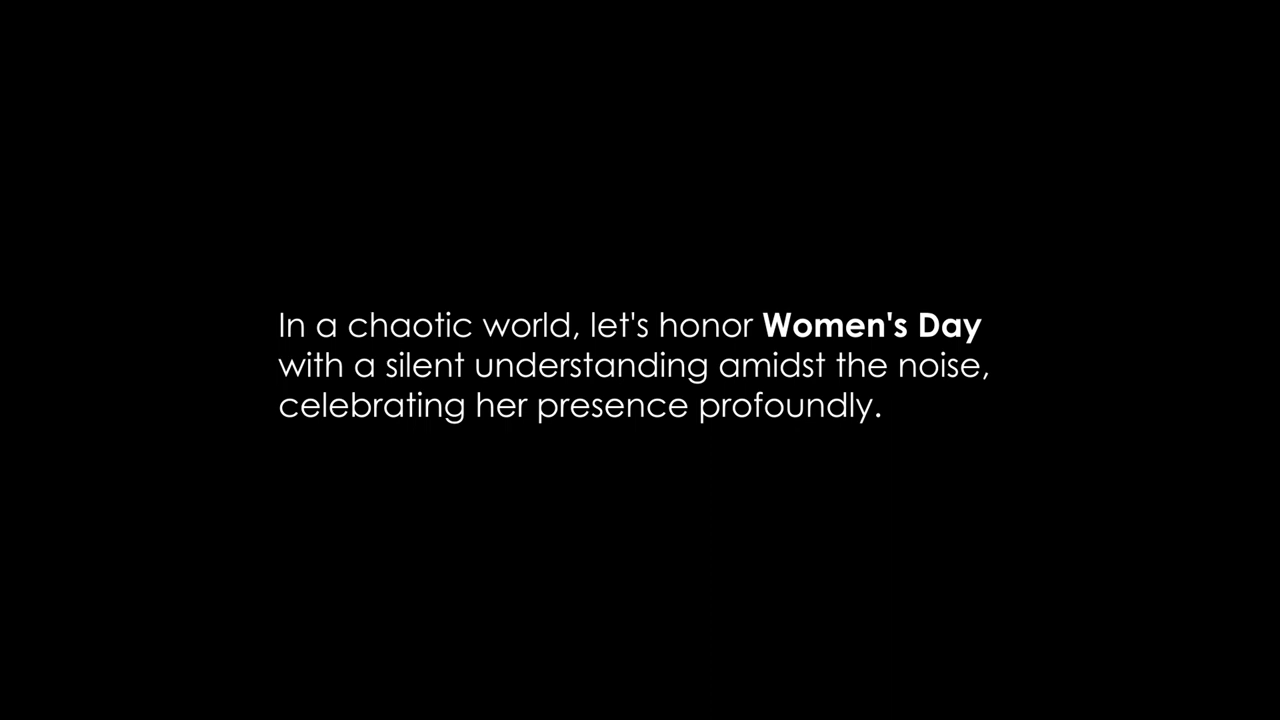 In a chaotic world, let's honor Women's Day
with a silent understanding amidst the noise,
celebrating her presence profoundly.